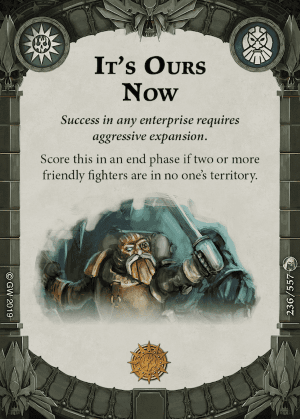 It's Ours
Now
Success in any enterprise requires
aggressive expansion.
Score this in an end phase if two or more
friendly fighters are in no one's territory.
© GW 2019
236/557